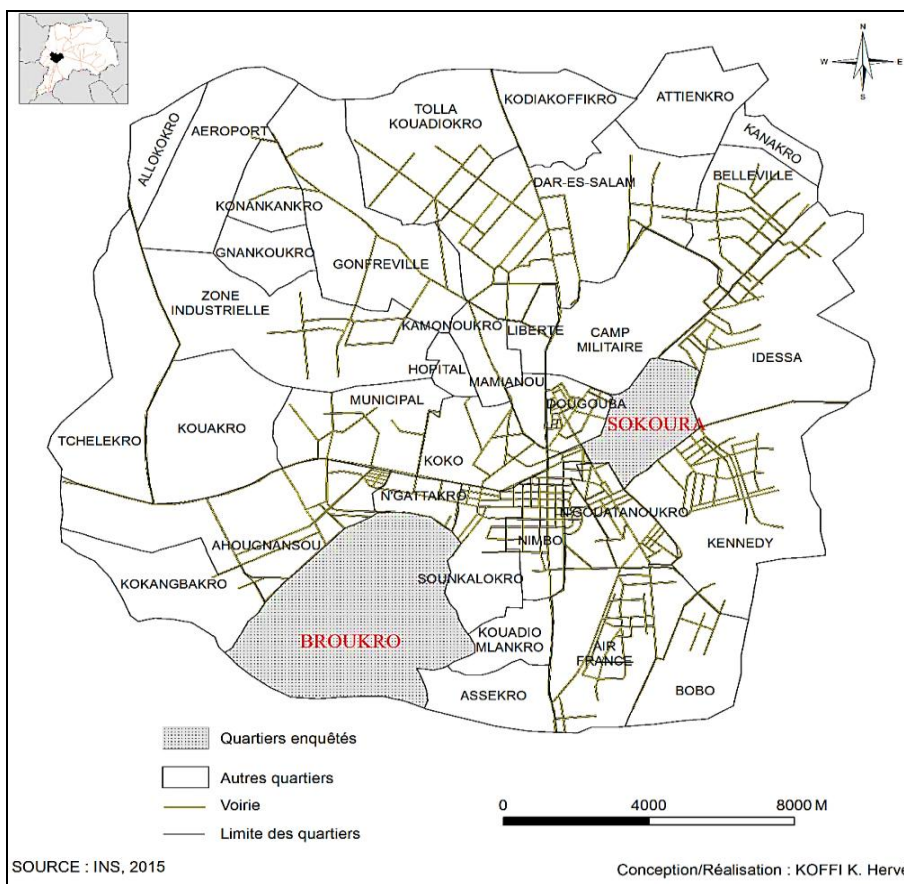 N
W E
S
TOLLA
KOUADIOKRO
KODIAKOFFIKRO
ATTIENKRO
ALLOKOKRO
AEROPORT
KANAKRO
BELLEVILLE
DAR-ES-SALAM
KONANKANKRO
GNANKOUKRO
GONFREVILLE
ZONE
INDUSTRIELLE
KAMONOUKRO
LIBERTE
CAMP
MILITAIRE
IDESSA
HOPITAL
MAMIANOU
MUNICIPAL
DOUGOUBA
SOKOURA
TCHELEKRO
KOUAKRO
KOKO
N'GATTAKRO
N'GOUATANOUKRO
NIMBO
AHOUGNANSOU
KENNEDY
KOKANGBAKRO
SOUNKALOKRO
BROUKRO
KOUADIO
MLANKRO
AIR
FRANCE
ASSEKRO
BOBO
Quartiers enquêtés
Autres quartiers
Voirie
Limite des quartiers
0 4000 8000 M
SOURCE : INS, 2015
Conception/Réalisation : KOFFI K. Herve